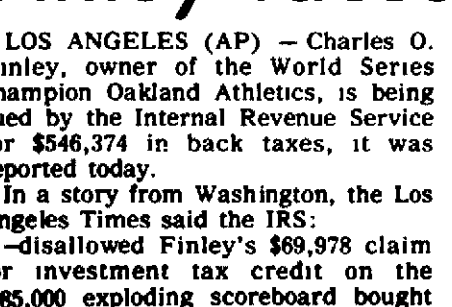 LOS ANGELES (AP) — Charles O.
inley, owner of the World Series
hampion Oakland Athletics, is being
ued by the Internal Revenue Service
or $546,374 in back taxes, it was
eported today.
In a story from Washington, the Los
ngeles Times said the IRS:
—disallowed Finley's $69,978 claim
or investment tax credit on the
85,000 exploding scoreboard bought